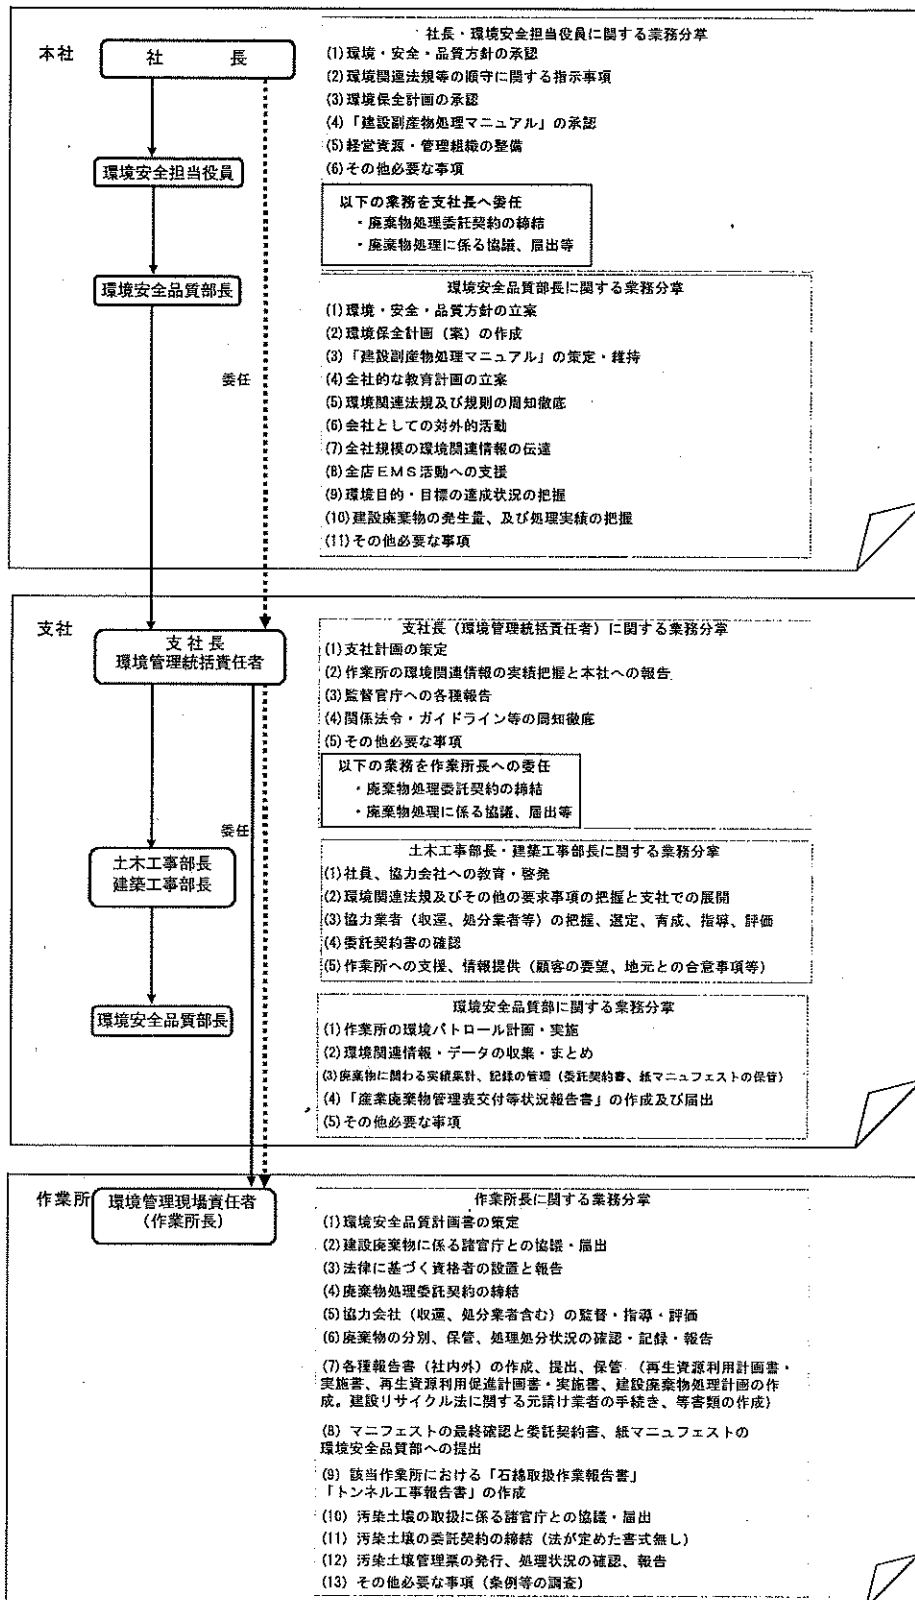 本社
社　長
環境安全担当役員
環境安全品質部長
委任
社長・環境安全担当役員に関する業務分掌
(1)環境・安全・品質方針の承認
(2)環境関連法規等の順守に関する指示事項
(3)環境保全計画の承認
(4)「建設副産物処理マニュアル」の承認
(5)経営資源・管理組織の整備
(6)その他必要な事項
以下の業務を支社長へ委任
・廃棄物処理委託契約の締結
・廃棄物処理に係る協議、届出等
環境安全品質部長に関する業務分掌
(1)環境・安全・品質方針の立案
(2)環境保全計画（案）の作成
(3)「建設副産物処理マニュアル」の策定・維持
(4)全社的な教育計画の立案
(5)環境関連法規及び規則の周知徹底
(6)会社としての対外的活動
(7)全社規模の環境関連情報の伝達
(8)全店ＥＭＳ活動への支援
(9)環境目的・目標の達成状況の把握
(10)建設廃棄物の発生量、及び処理実績の把握
(11)その他必要な事項
支社
支社長
環境管理統括責任者
委任
土木工事部長
建築工事部長
環境安全品質部長
支社長（環境管理統括責任者）に関する業務分掌
(1)支社計画の策定
(2)作業所の環境関連情報の実績把握と本社への報告
(3)監督官庁への各種報告
(4)関係法令・ガイドライン等の周知徹底
(5)その他必要な事項
以下の業務を作業所長への委任
・廃棄物処理委託契約の締結
・廃棄物処理に係る協議、届出等
土木工事部長・建築工事部長に関する業務分掌
(1)社員、協力会社への教育・啓発
(2)環境関連法規及びその他の要求事項の把握と支社での展開
(3)協力業者（収運、処分業者等）の把握、選定、育成、指導、評価
(4)委託契約書の確認
(5)作業所への支援、情報提供（顧客の要望、地元との合意事項等）
環境安全品質部に関する業務分掌
(1)作業所の環境パトロール計画・実施
(2)環境関連情報・データの収集・まとめ
(3)廃棄物に関わる実績集計、記録の管理（委託契約書、紙マニュフェストの保管）
(4)「産業廃棄物管理表交付等状況報告書」の作成及び届出
(5)その他必要な事項
作業所
環境管理現場責任者
（作業所長）
作業所長に関する業務分掌
(1)環境安全品質計画書の策定
(2)建設廃棄物に係る諸官庁との協議・届出
(3)法律に基づく資格者の設置と報告
(4)廃棄物処理委託契約の締結
(5)協力会社（収運、処分業者含む）の監督・指導・評価
(6)廃棄物の分別、保管、処理処分状況の確認・記録・報告
(7)各種報告書（社内外）の作成、提出、保管（再生資源利用計画書・
実施書、再生資源利用促進計画書・実施書、建設廃棄物処理計画の作
成。建設リサイクル法に関する元請け業者の手続き、等書類の作成）
(8) マニフェストの最終確認と委託契約書、紙マニュフェストの
環境安全品質部への提出
(9) 該当作業所における「石綿取扱作業報告書」
「トンネル工事報告書」の作成
(10) 汚染土壌の取扱に係る諸官庁との協議・届出
(11) 汚染土壌の委託契約の締結（法が定めた書式無し）
(12) 汚染土壌管理票の発行、処理状況の確認、報告
(13) その他必要な事項（条例等の調査）